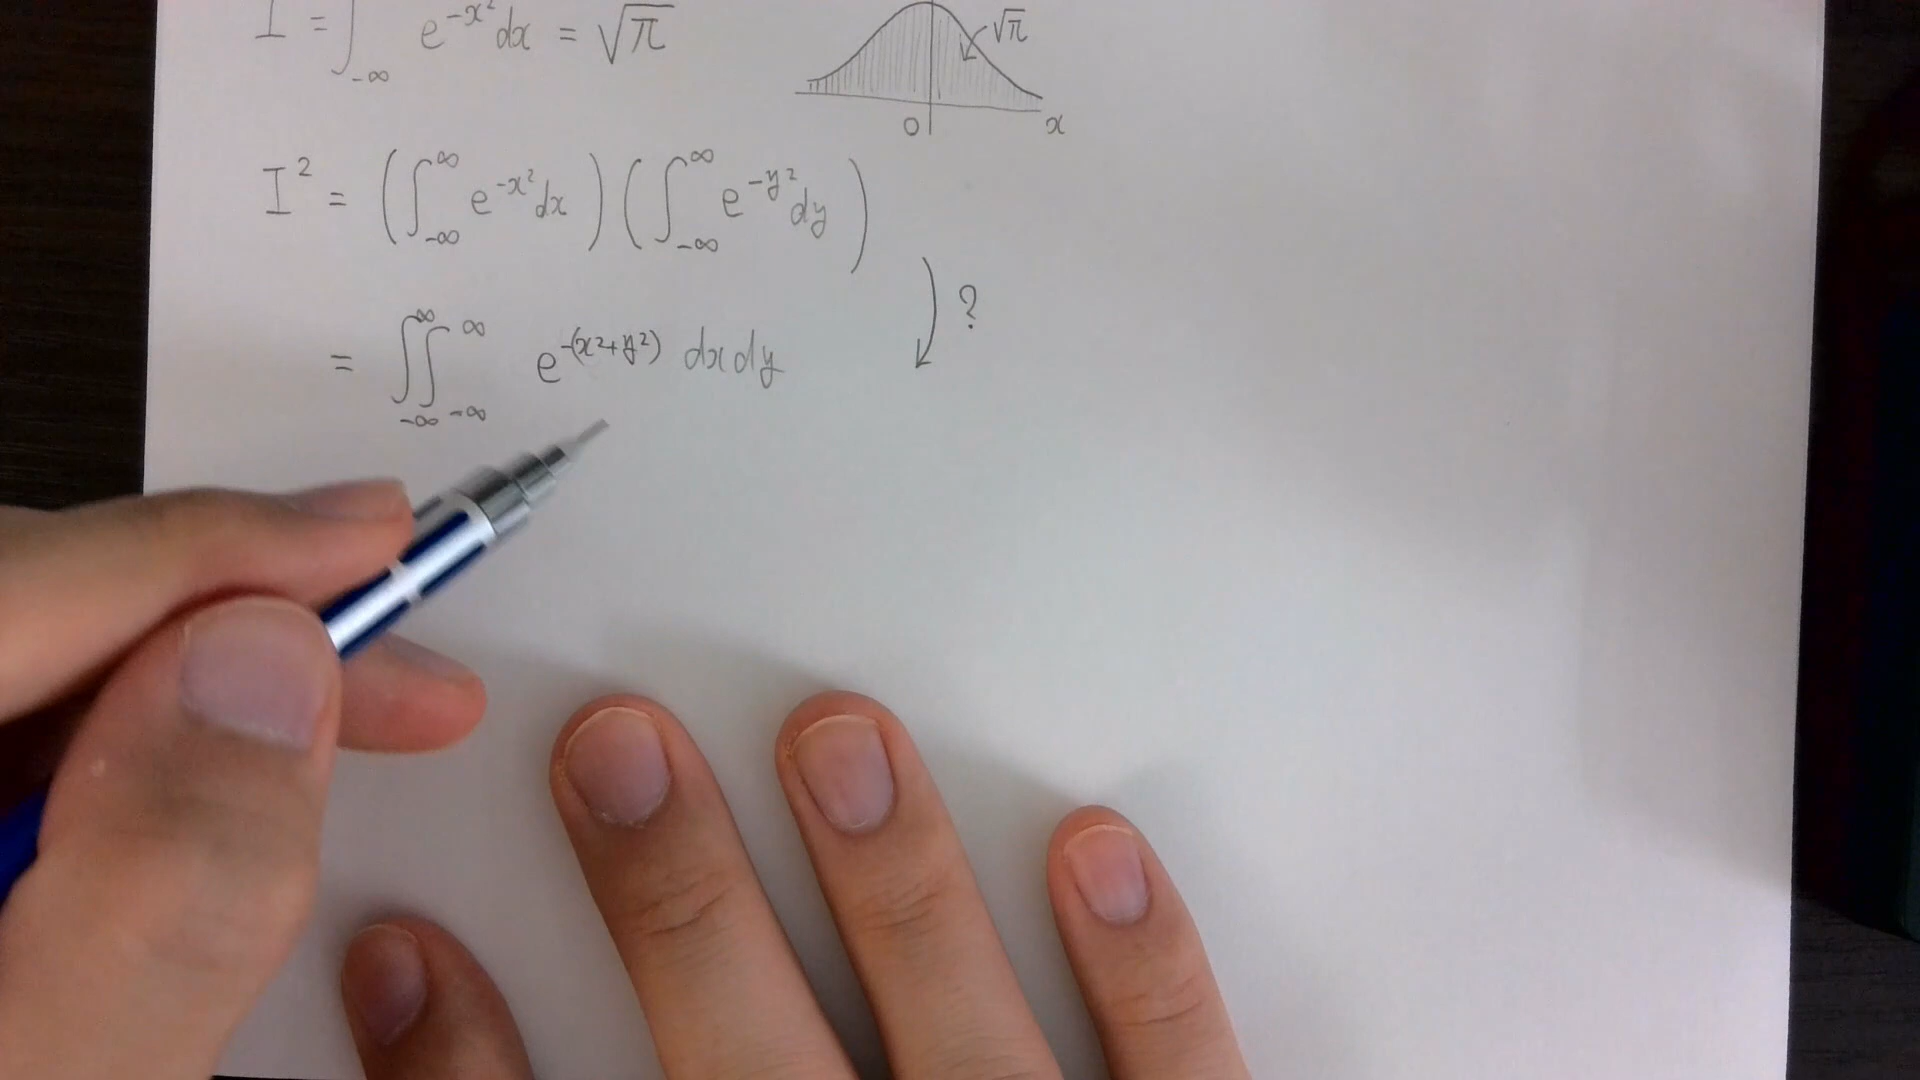 I = ∫_{-∞} e^{-x²} dx = √π
√π
0 x
I² = (∫_{-∞}^{∞} e^{-x²} dx) (∫_{-∞}^{∞} e^{-y²} dy)
?
= ∫_{-∞}^{∞} ∫_{-∞}^{∞} e^{-(x²+y²)} dx dy